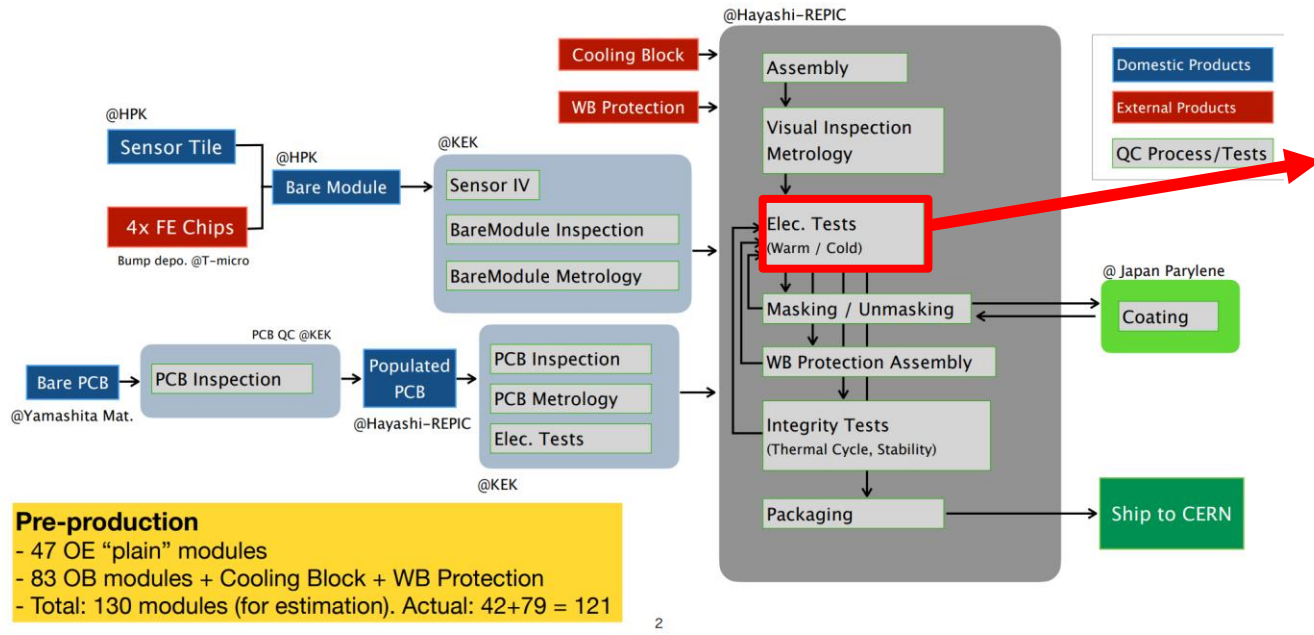 @Hayashi-REPIC
Cooling Block
WB Protection
Assembly
Visual Inspection
Metrology
Elec. Tests
(Warm / Cold)
Masking / Unmasking
WB Protection Assembly
Integrity Tests
(Thermal Cycle, Stability)
Packaging
Domestic Products
External Products
QC Process/Tests
@HPK
Sensor Tile
@HPK
Bare Module
4x FE Chips
Bump depo. @T-micro
@KEK
Sensor IV
BareModule Inspection
BareModule Metrology
@ Japan Parylene
Coating
PCB QC @KEK
Bare PCB
@Yamashita Mat.
PCB Inspection
Populated
PCB
@Hayashi-REPIC
PCB Inspection
PCB Metrology
Elec. Tests
@KEK
Ship to CERN
Pre-production
- 47 OE “plain” modules
- 83 OB modules + Cooling Block + WB Protection
- Total: 130 modules (for estimation). Actual: 42+79 = 121
2